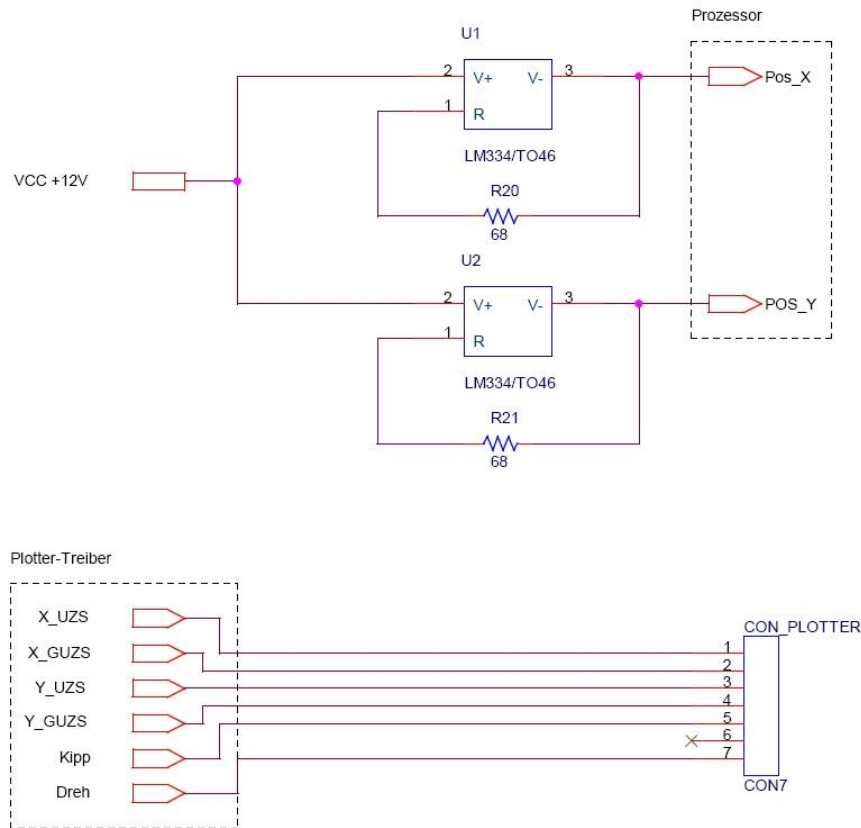 Prozessor
U1
2 V+ V- 3
Pos_X
1 R
LM334/TO46
VCC +12V
R20
68
U2
2 V+ V- 3
POS_Y
1 R
LM334/TO46
R21
68
Plotter-Treiber
X_UZS
CON_PLOTTER
1
X_GUZS
2
Y_UZS
3
4
Y_GUZS
5
6
Kipp
7
Dreh
CON7